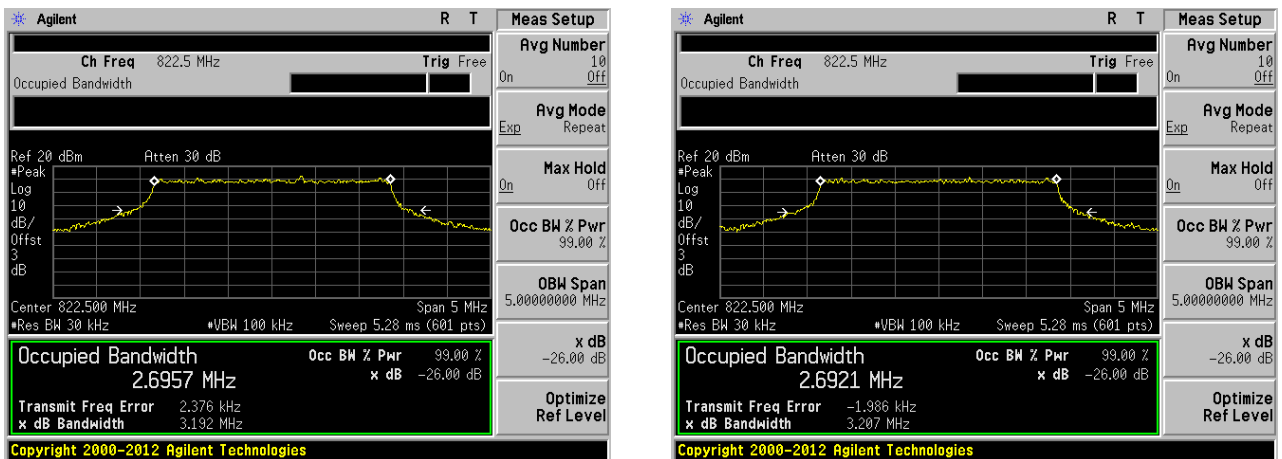 Agilent R T
Meas Setup
Ch Freq 822.5 MHz Trig Free
Occupied Bandwidth
Avg Number
10
On Off
Avg Mode
Exp Repeat
Max Hold
On Off
Occ BW % Pwr
99.00 %
OBW Span
5.00000000 MHz
x dB
-26.00 dB
Optimize
Ref Level
Ref 20 dBm Atten 30 dB
#Peak
Log
10
dB/
Offst
3
dB
Center 822.500 MHz Span 5 MHz
#Res BW 30 kHz #VBW 100 kHz Sweep 5.28 ms (601 pts)
Occupied Bandwidth Occ BW % Pwr 99.00 %
2.6957 MHz x dB -26.00 dB
Transmit Freq Error 2.376 kHz
x dB Bandwidth 3.192 MHz
Copyright 2000-2012 Agilent Technologies
Agilent R T
Meas Setup
Ch Freq 822.5 MHz Trig Free
Occupied Bandwidth
Avg Number
10
On Off
Avg Mode
Exp Repeat
Max Hold
On Off
Occ BW % Pwr
99.00 %
OBW Span
5.00000000 MHz
x dB
-26.00 dB
Optimize
Ref Level
Ref 20 dBm Atten 30 dB
#Peak
Log
10
dB/
Offst
3
dB
Center 822.500 MHz Span 5 MHz
#Res BW 30 kHz #VBW 100 kHz Sweep 5.28 ms (601 pts)
Occupied Bandwidth Occ BW % Pwr 99.00 %
2.6921 MHz x dB -26.00 dB
Transmit Freq Error -1.986 kHz
x dB Bandwidth 3.207 MHz
Copyright 2000-2012 Agilent Technologies